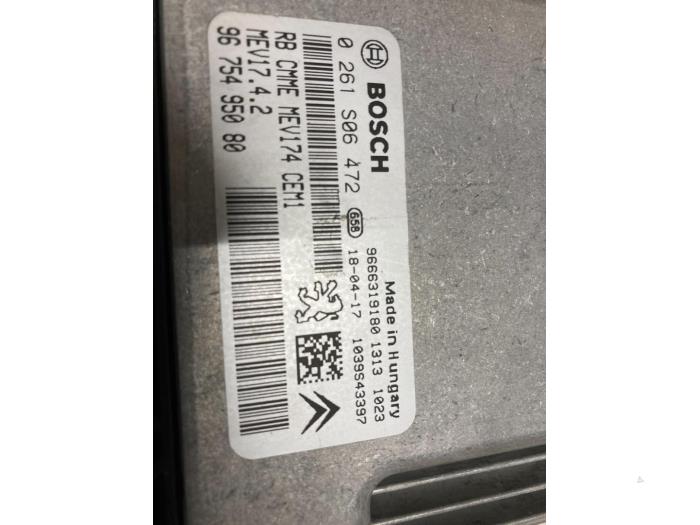 BOSCH
0 261 S06 472
658
RB CMME MEV174 CEM1
MEV17.4.2
96 754 950 80
Made in Hungary
9666319180 1313 1023
18-04-17 1039S43397